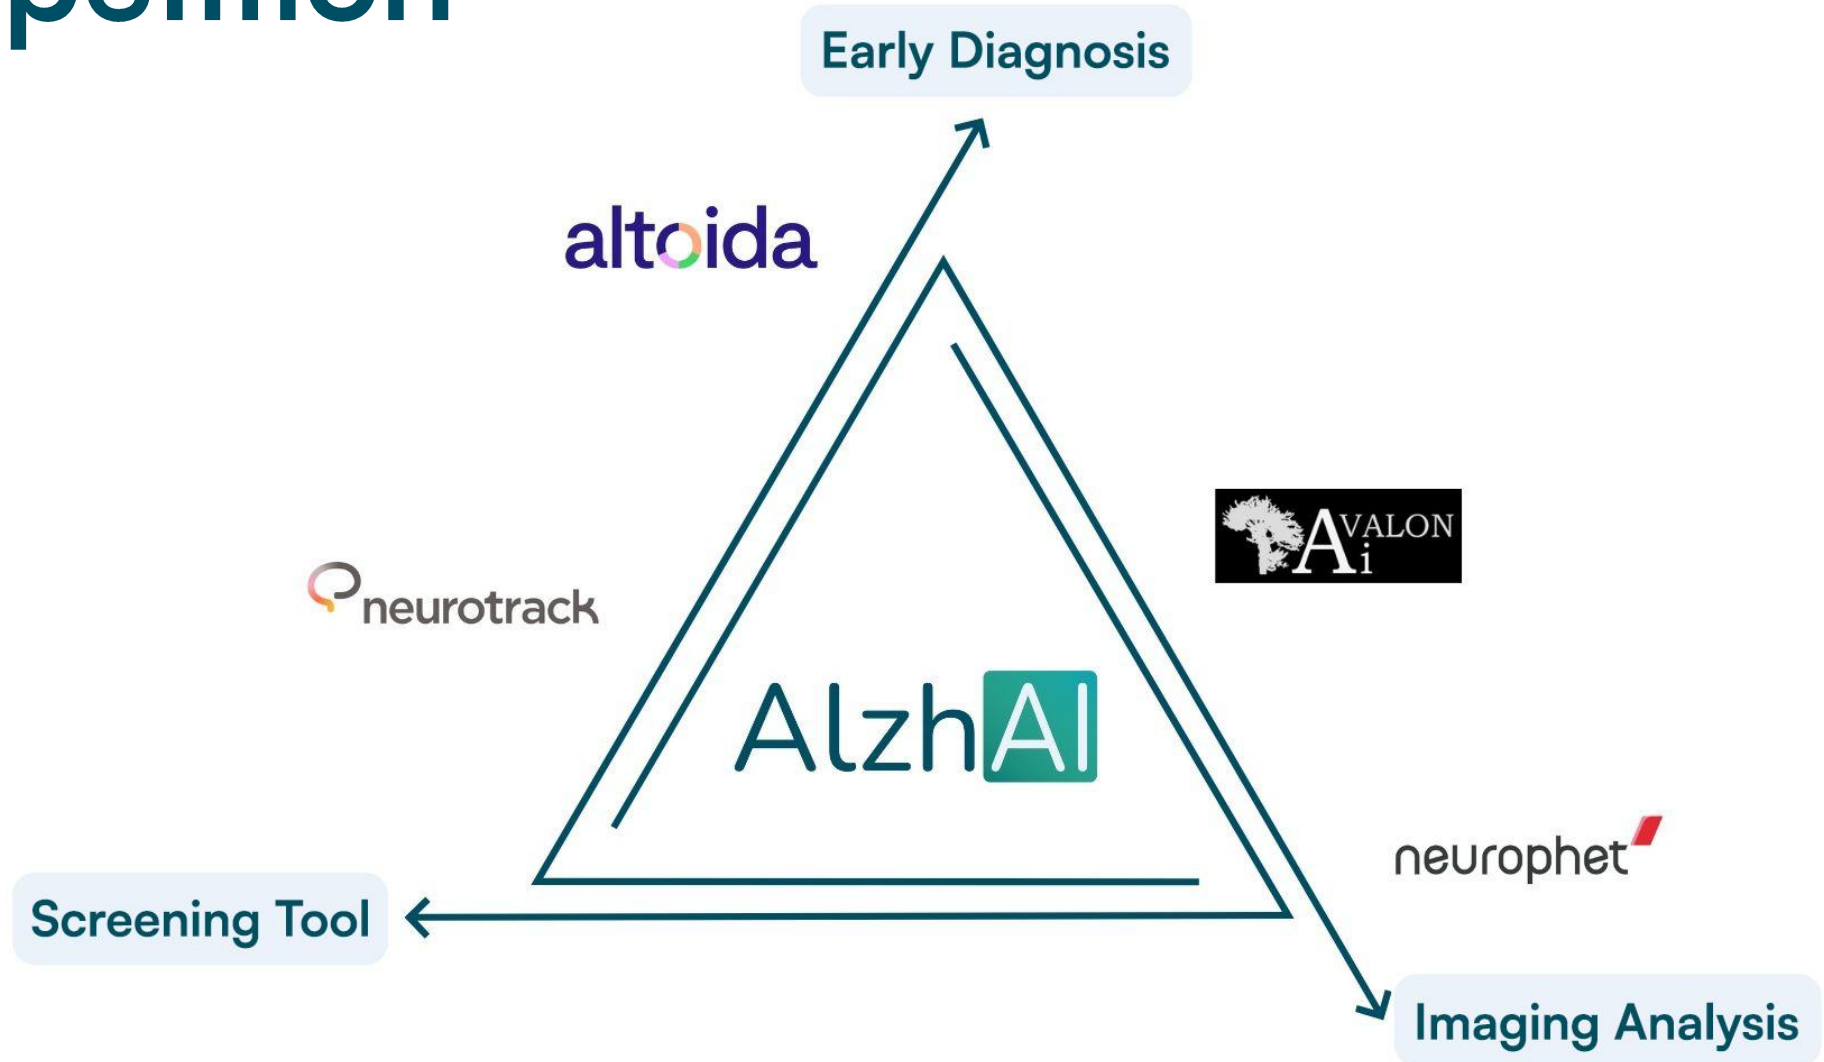 Early Diagnosis
altoida
AVALON
Ai
neurotrack
AlzhAI
neurophet
Screening Tool
Imaging Analysis